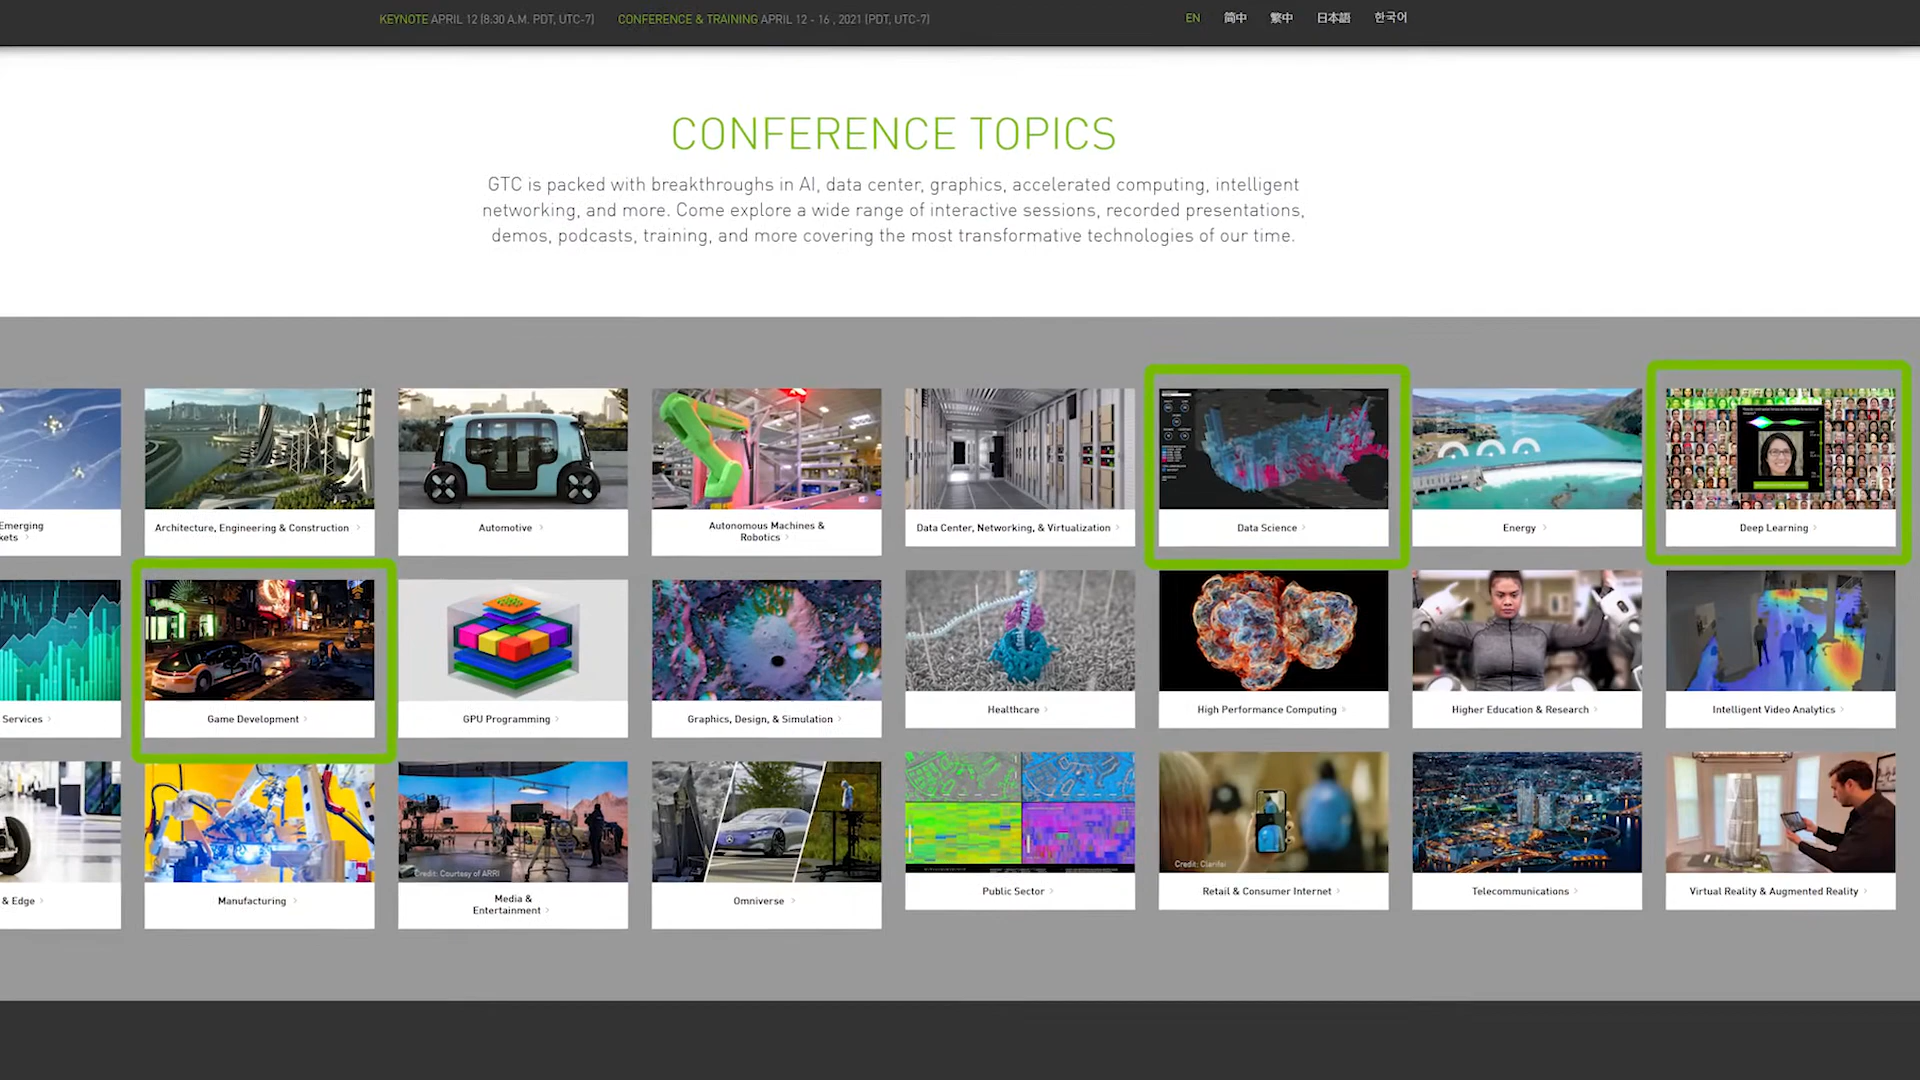 KEYNOTE APRIL 12 (8:30 A.M. PDT, UTC-7) CONFERENCE & TRAINING APRIL 12 - 16 , 2021 (PDT, UTC-7) EN 简中 繁中 日本語 한국어
CONFERENCE TOPICS
GTC is packed with breakthroughs in AI, data center, graphics, accelerated computing, intelligent
networking, and more. Come explore a wide range of interactive sessions, recorded presentations,
demos, podcasts, training, and more covering the most transformative technologies of our time.
Emerging
kets >
Architecture, Engineering & Construction >
Automotive >
Autonomous Machines &
Robotics >
Data Center, Networking, & Virtualization >
Data Science >
Energy >
Deep Learning >
Services >
Game Development >
GPU Programming >
Graphics, Design, & Simulation >
Healthcare >
High Performance Computing >
Higher Education & Research >
Intelligent Video Analytics >
& Edge >
Manufacturing >
Credit: Courtesy of ARRI
Media &
Entertainment >
Omniverse >
Public Sector >
Credit: Clarifai
Retail & Consumer Internet >
Telecommunications >
Virtual Reality & Augmented Reality >